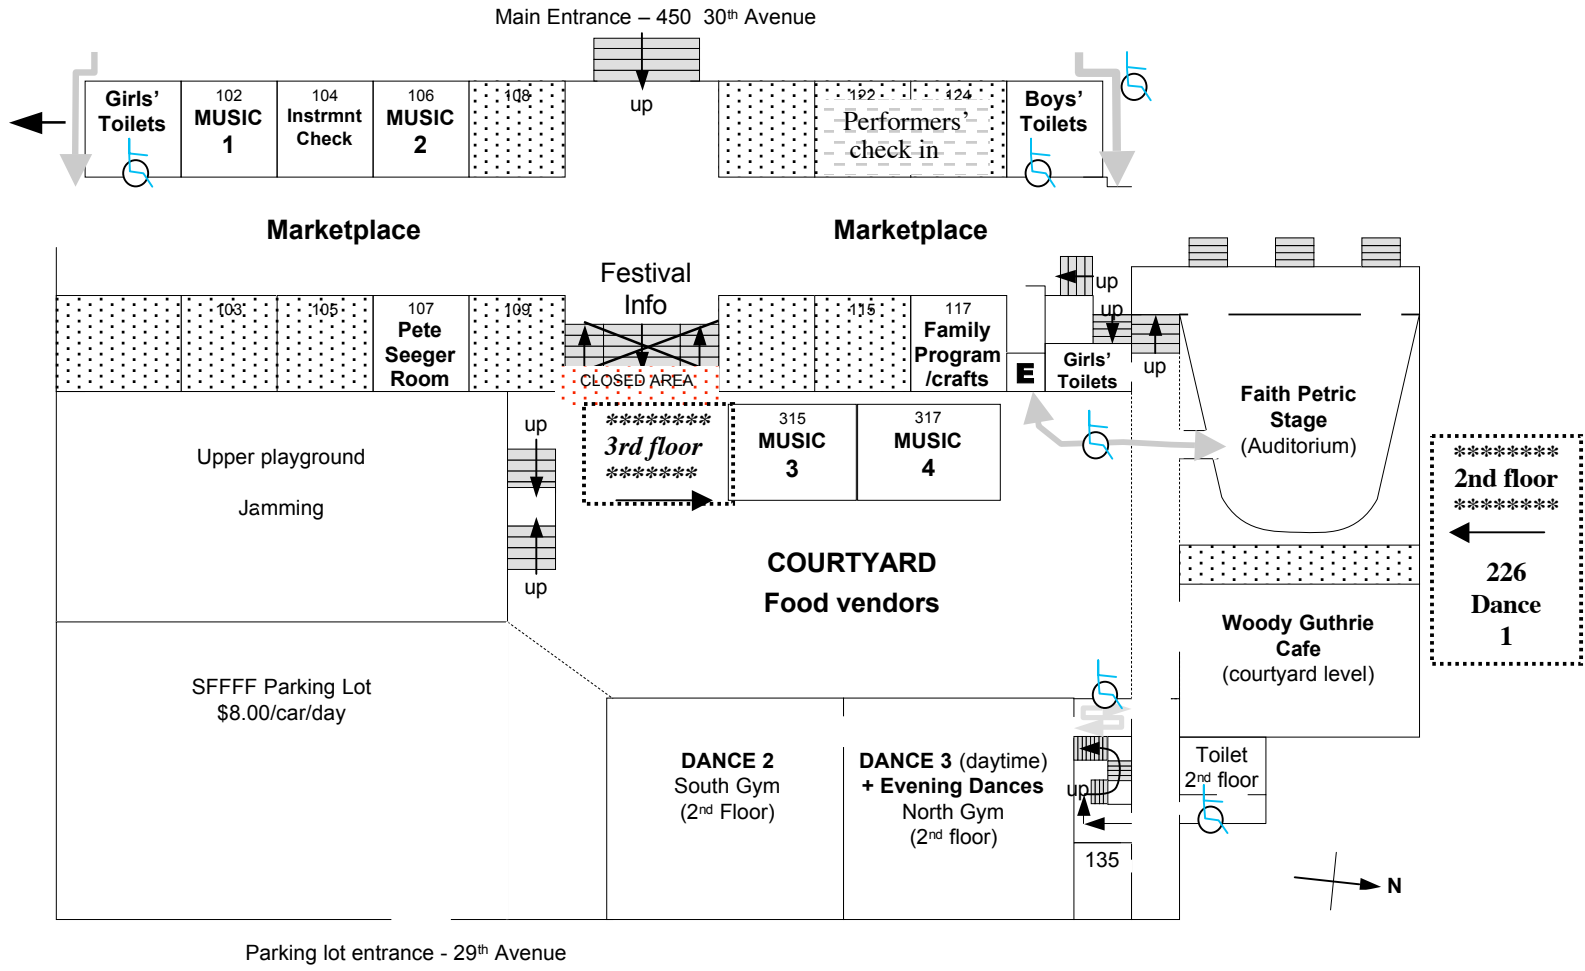 Main Entrance – 450 30th Avenue
up
Girls'
Toilets
102
MUSIC
1
104
Instrmnt
Check
106
MUSIC
2
108
122
124
Performers'
check in
Boys'
Toilets
Marketplace
Marketplace
Festival
Info
103
105
107
Pete
Seeger
Room
109
CLOSED AREA
115
117
Family
Program
/crafts
E
up
up
Girls'
Toilets
up
Faith Petric
Stage
(Auditorium)
********
3rd floor
*******
315
MUSIC
3
317
MUSIC
4
Upper playground
Jamming
up
up
COURTYARD
Food vendors
********
2nd floor
********
226
Dance
1
Woody Guthrie
Cafe
(courtyard level)
SFFFF Parking Lot
$8.00/car/day
DANCE 2
South Gym
(2nd Floor)
DANCE 3 (daytime)
+ Evening Dances
North Gym
(2nd floor)
up
Toilet
2nd floor
135
N
Parking lot entrance - 29th Avenue